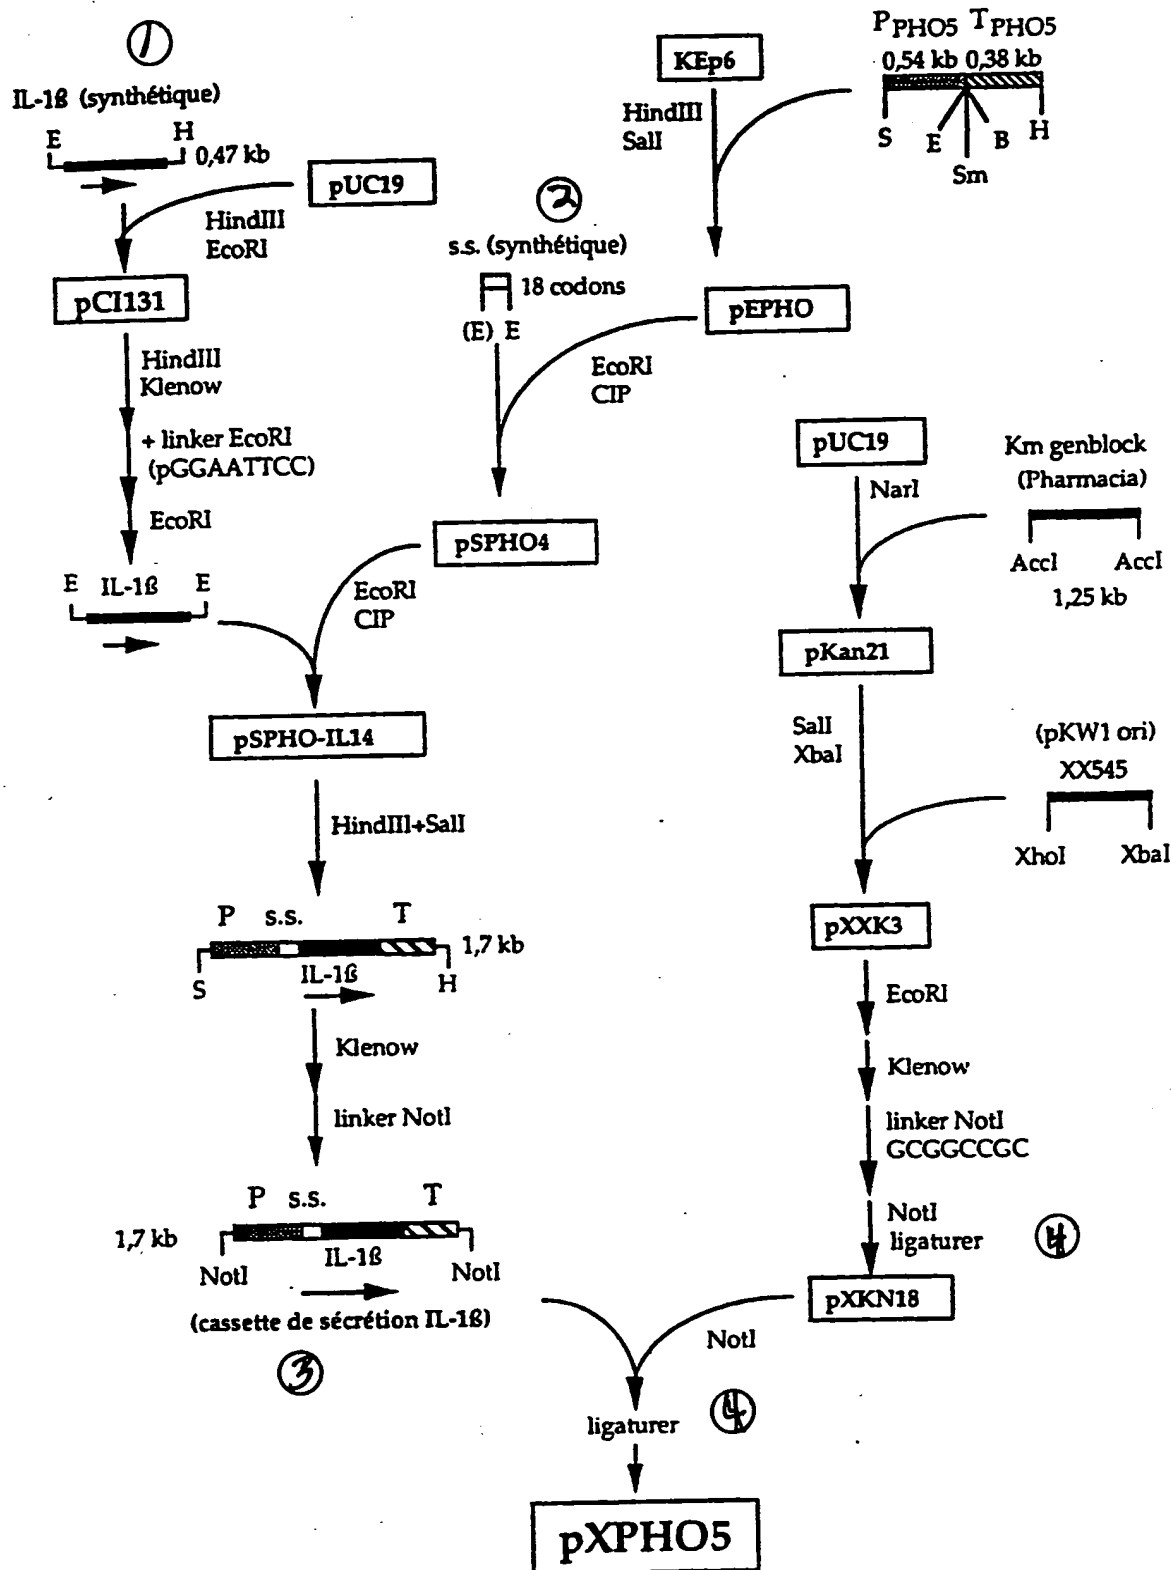 1
IL-1ß (synthétique)
E
H
0,47 kb
pUC19
HindIII
EcoRI
pCI131
HindIII
Klenow
+ linker EcoRI
(pGGAATTCC)
EcoRI
E
IL-1ß
E
2
s.s. (synthétique)
18 codons
(E) E
KEp6
HindIII
SalI
PPHO5 TPHO5
0,54 kb 0,38 kb
S
E
Sm
B
H
pEPHO
EcoRI
CIP
pSPHO4
EcoRI
CIP
pSPHO-IL14
HindIII+SalI
P s.s. T
1,7 kb
S
IL-1ß
H
Klenow
linker NotI
P s.s. T
1,7 kb
NotI
IL-1ß
NotI
(cassette de sécrétion IL-1ß)
3
pUC19
NarI
Km genblock
(Pharmacia)
AccI AccI
1,25 kb
pKan21
SalI
XbaI
(pKW1 ori)
XX545
XhoI XbaI
pXXK3
EcoRI
Klenow
linker NotI
GCGGCCGC
NotI
ligaturer
4
pXKN18
NotI
ligaturer
4
pXPHO5